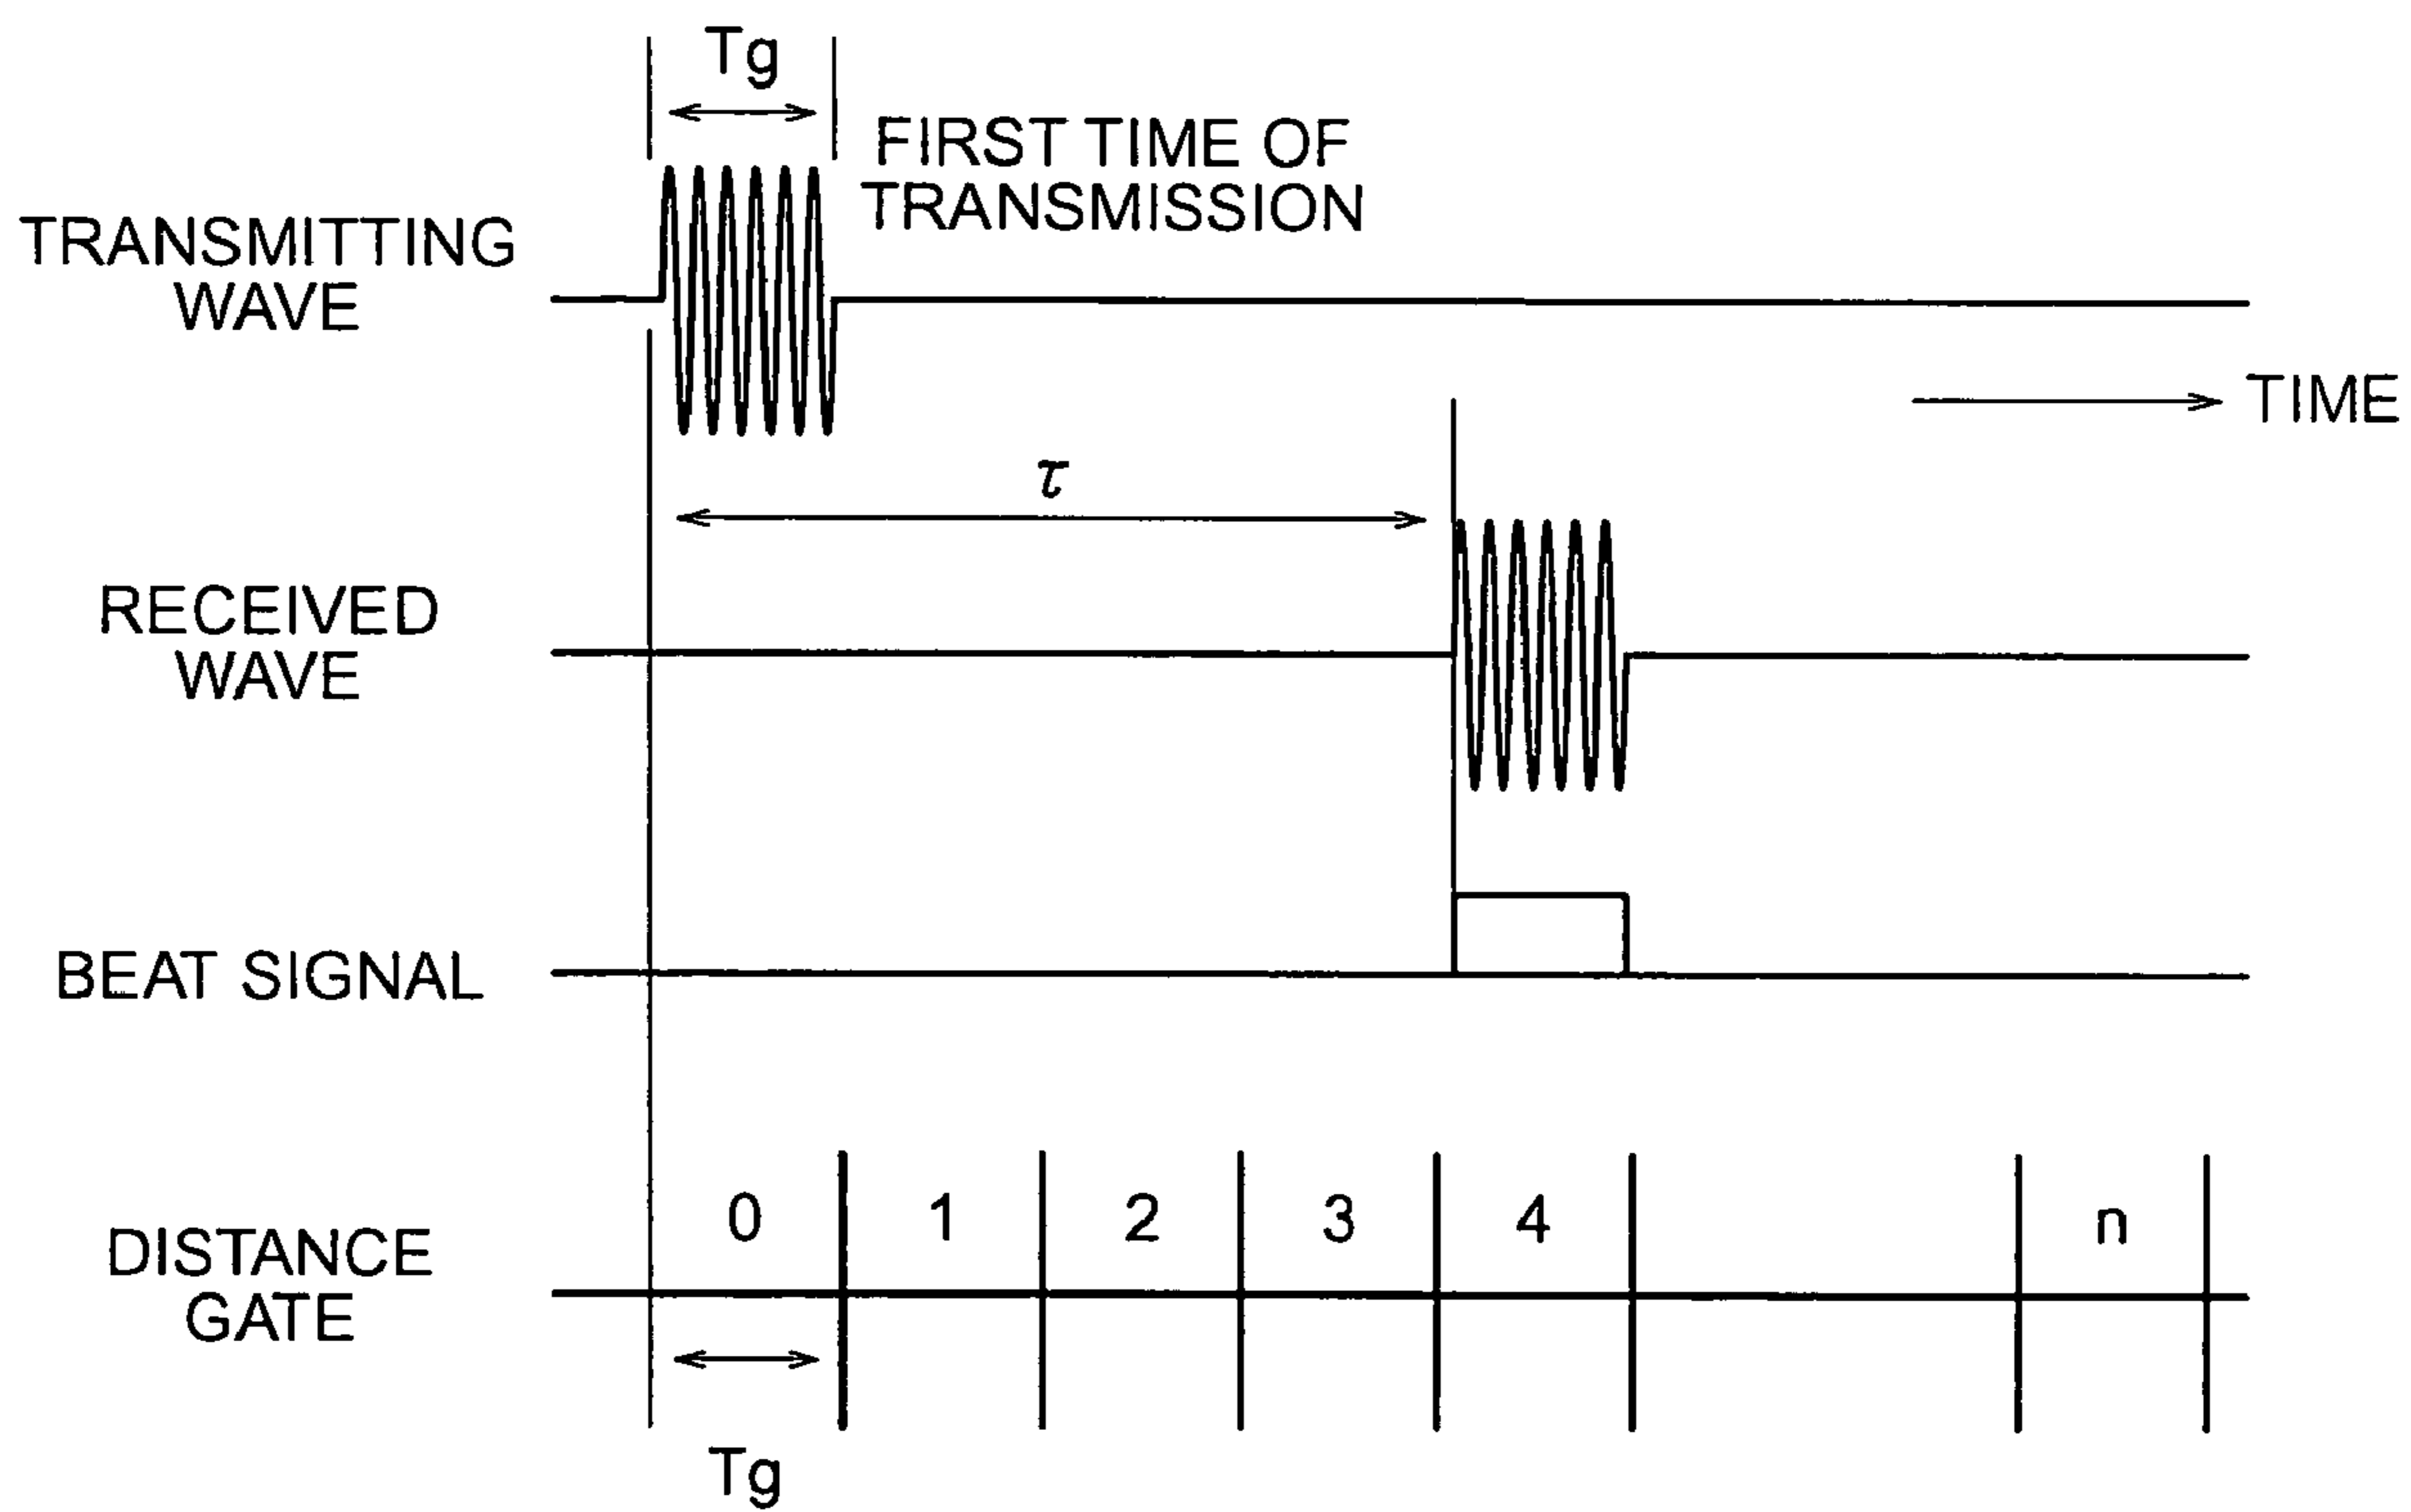 Tg
FIRST TIME OF
TRANSMISSION
TRANSMITTING
WAVE
TIME
τ
RECEIVED
WAVE
BEAT SIGNAL
0 1 2 3 4 n
DISTANCE
GATE
Tg